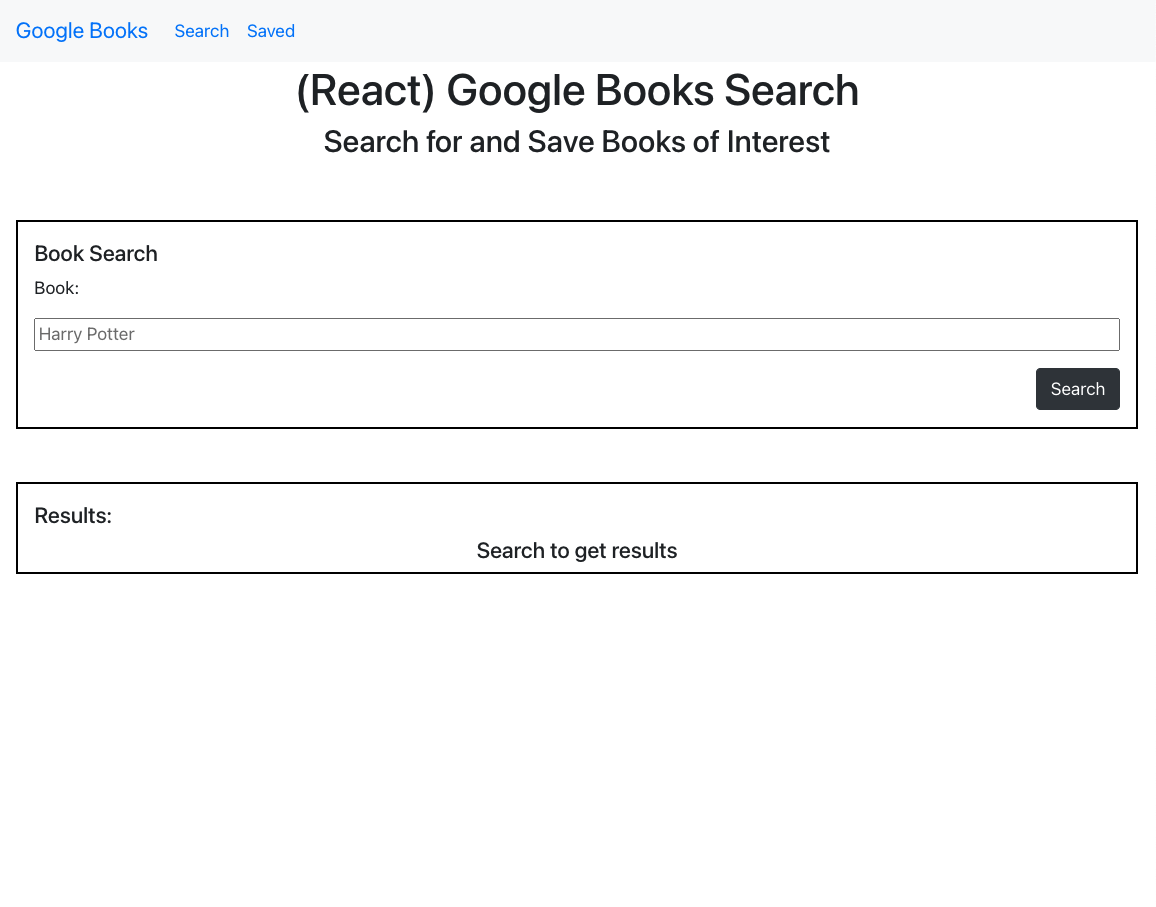 Google Books Search Saved
(React) Google Books Search
Search for and Save Books of Interest
Book Search
Book:
Harry Potter
Search
Results:
Search to get results